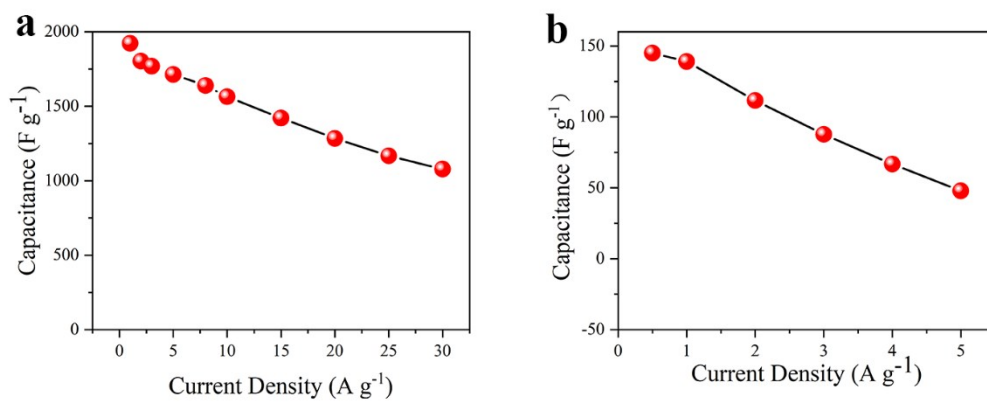 a
Capacitance (F g-1)
2000
1500
1000
500
0
0 5 10 15 20 25 30
Current Density (A g-1)
b
Capacitance (F g-1 )
150
100
50
0
-50
0 1 2 3 4 5
Current Density (A g-1)